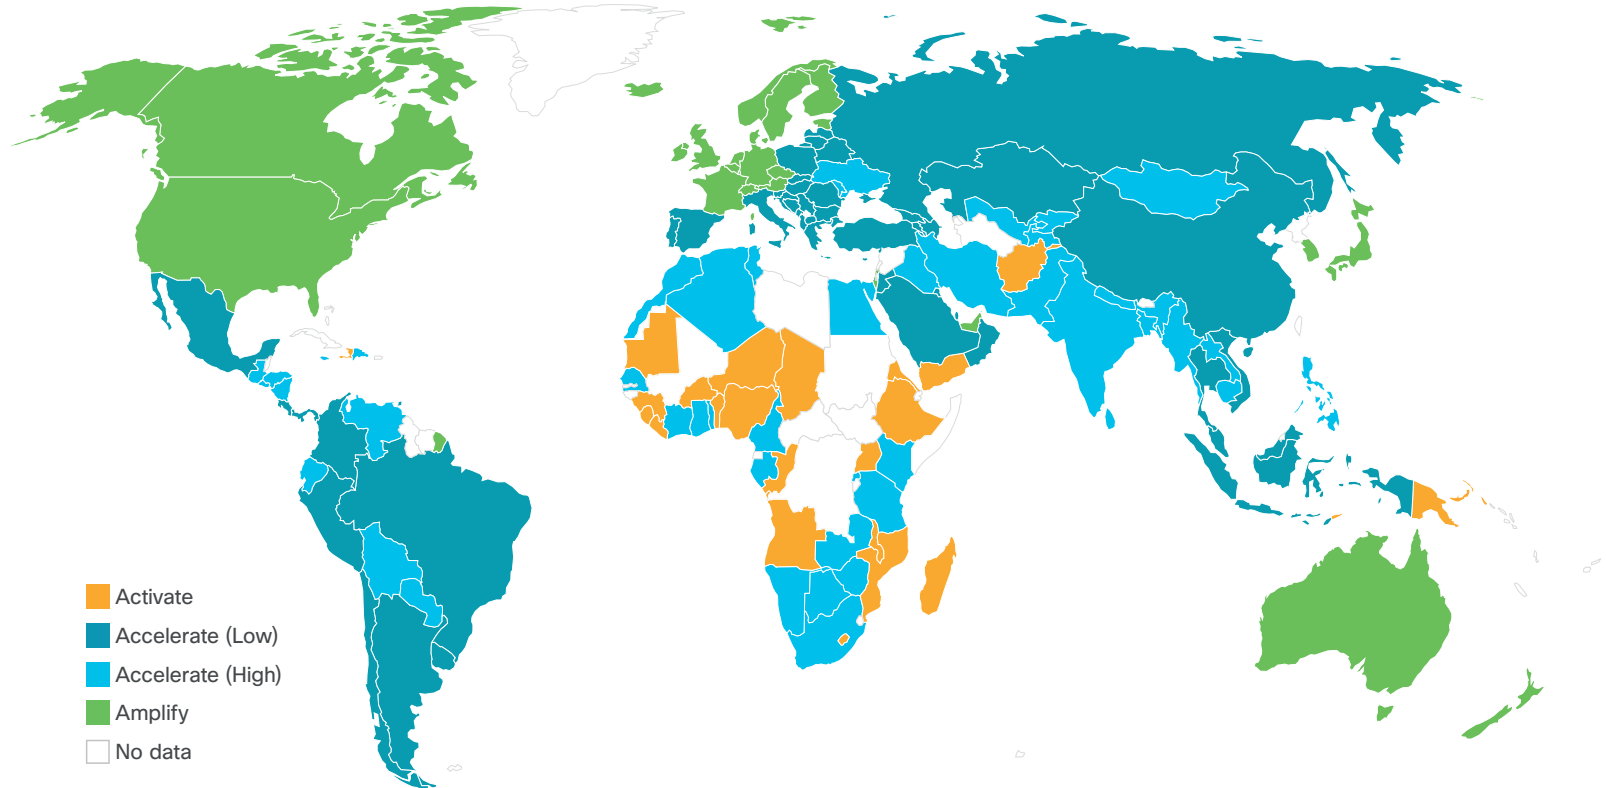 Activate
Accelerate (Low)
Accelerate (High)
Amplify
No data